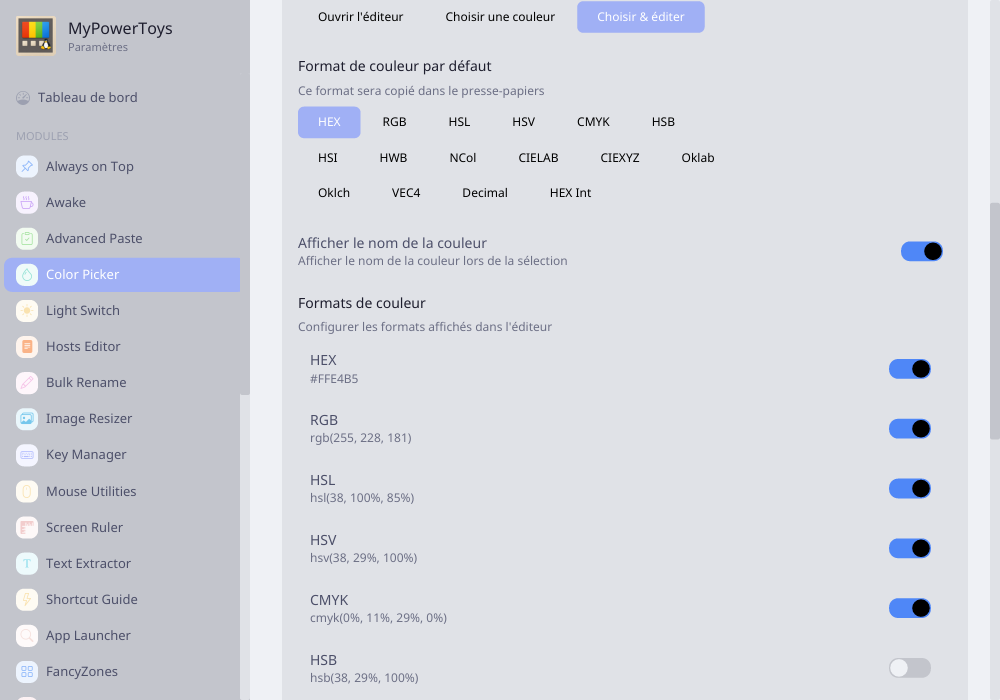 MyPowerToys
Paramètres
Tableau de bord
MODULES
Always on Top
Awake
Advanced Paste
Color Picker
Light Switch
Hosts Editor
Bulk Rename
Image Resizer
Key Manager
Mouse Utilities
Screen Ruler
Text Extractor
Shortcut Guide
App Launcher
FancyZones
Ouvrir l'éditeur Choisir une couleur Choisir & éditer
Format de couleur par défaut
Ce format sera copié dans le presse-papiers
HEX RGB HSL HSV CMYK HSB
HSI HWB NCol CIELAB CIEXYZ Oklab
Oklch VEC4 Decimal HEX Int
Afficher le nom de la couleur
Afficher le nom de la couleur lors de la sélection
Formats de couleur
Configurer les formats affichés dans l'éditeur
HEX
#FFE4B5
RGB
rgb(255, 228, 181)
HSL
hsl(38, 100%, 85%)
HSV
hsv(38, 29%, 100%)
CMYK
cmyk(0%, 11%, 29%, 0%)
HSB
hsb(38, 29%, 100%)